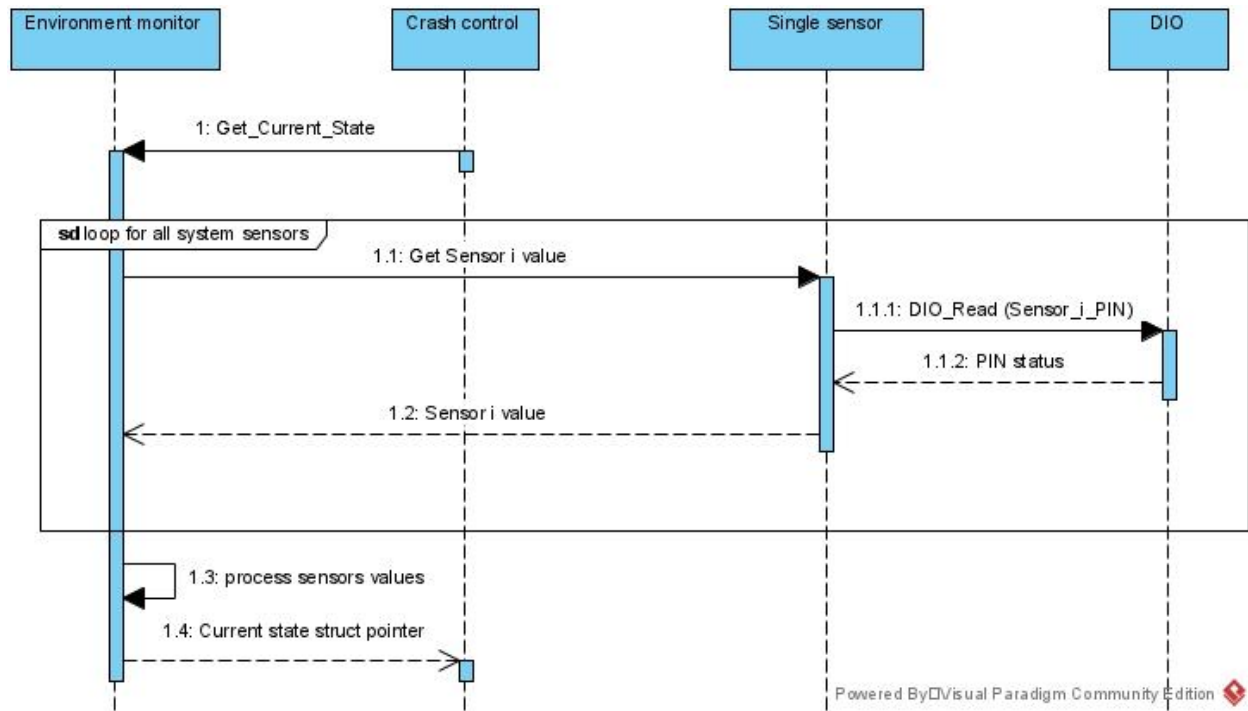 Environment monitor
Crash control
Single sensor
DIO
1: Get_Current_State
sd loop for all system sensors
1.1: Get Sensor i value
1.1.1: DIO_Read (Sensor_i_PIN)
1.1.2: PIN status
1.2: Sensor i value
1.3: process sensors values
1.4: Current state struct pointer
Powered By□Visual Paradigm Community Edition